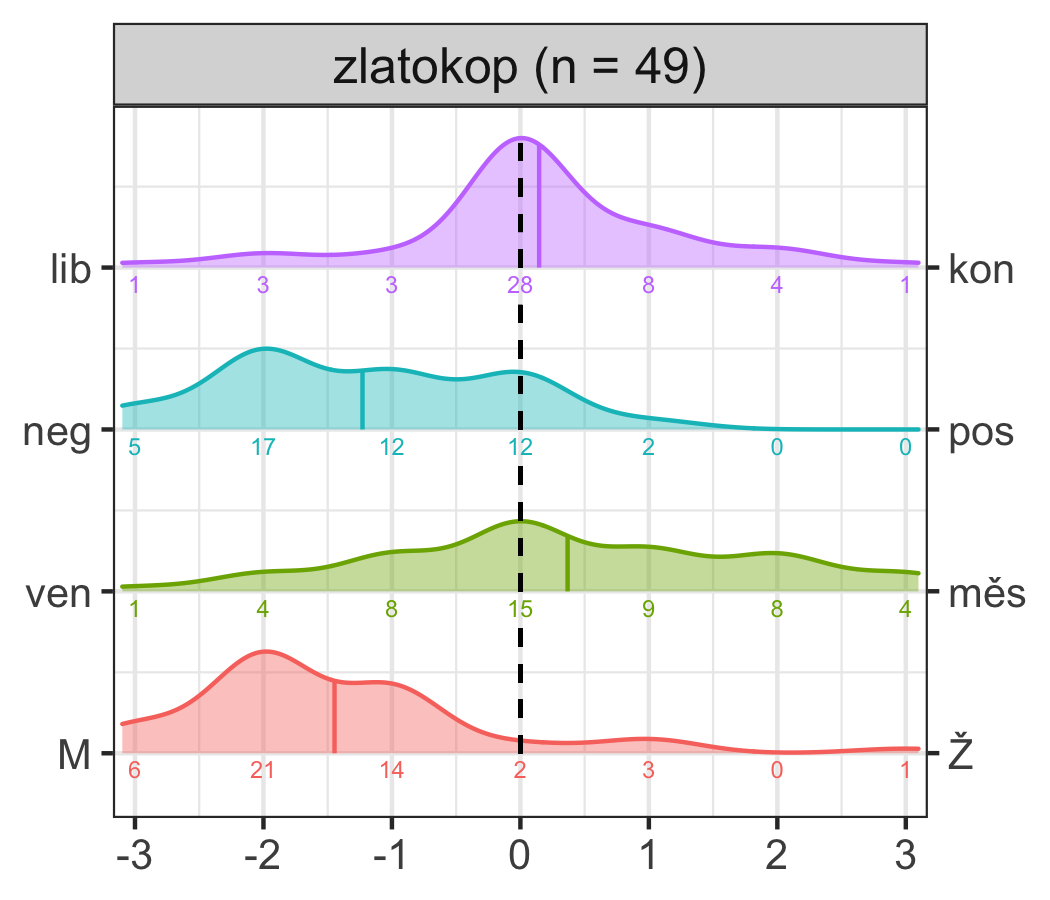 zlatokop (n = 49)
lib kon
1 3 3 28 8 4 1
neg pos
5 17 12 12 2 0 0
ven měs
1 4 8 15 9 8 4
M Ž
6 21 14 2 3 0 1
-3 -2 -1 0 1 2 3